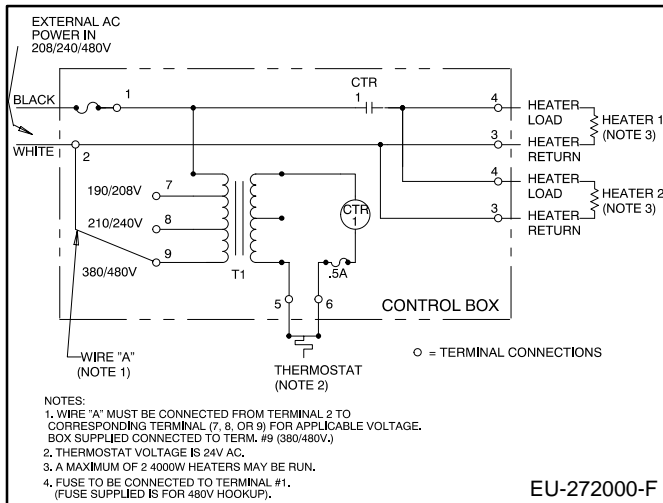 EXTERNAL AC
POWER IN
208/240/480V
BLACK
1
CTR
1
4
HEATER
LOAD
HEATER 1
(NOTE 3)
3
HEATER
RETURN
WHITE
2
4
HEATER
LOAD
HEATER 2
(NOTE 3)
3
HEATER
RETURN
190/208V
7
210/240V
8
9
380/480V
T1
CTR
1
.5A
5
6
CONTROL BOX
WIRE "A"
(NOTE 1)
THERMOSTAT
(NOTE 2)
= TERMINAL CONNECTIONS
NOTES:
1. WIRE "A" MUST BE CONNECTED FROM TERMINAL 2 TO
CORRESPONDING TERMINAL (7, 8, OR 9) FOR APPLICABLE VOLTAGE.
BOX SUPPLIED CONNECTED TO TERM. #9 (380/480V.)
2. THERMOSTAT VOLTAGE IS 24V AC.
3. A MAXIMUM OF 2 4000W HEATERS MAY BE RUN.
4. FUSE TO BE CONNECTED TO TERMINAL #1.
(FUSE SUPPLIED IS FOR 480V HOOKUP).
EU-272000-F